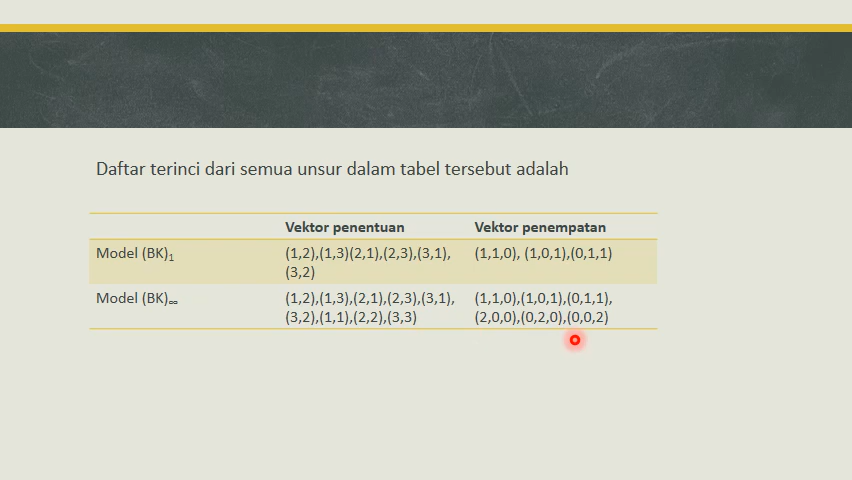 Daftar terinci dari semua unsur dalam tabel tersebut adalah
Vektor penentuan Vektor penempatan
Model (BK)₁ (1,2),(1,3)(2,1),(2,3),(3,1), (1,1,0), (1,0,1),(0,1,1)
(3,2)
Model (BK)∞ (1,2),(1,3),(2,1),(2,3),(3,1), (1,1,0),(1,0,1),(0,1,1),
(3,2),(1,1),(2,2),(3,3) (2,0,0),(0,2,0),(0,0,2)